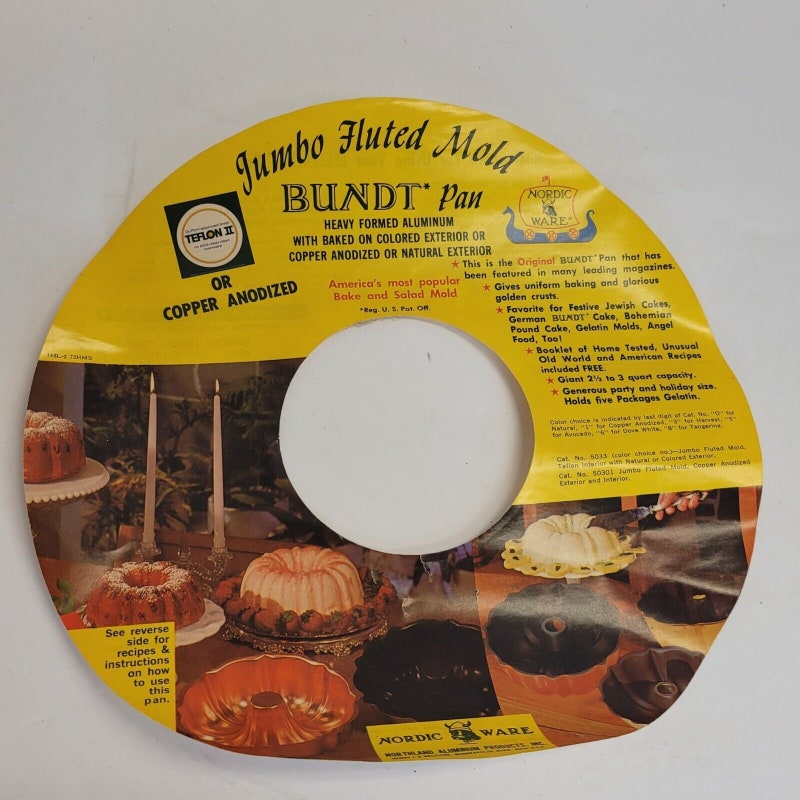 Jumbo Fluted Mold
BUNDT* Pan
HEAVY FORMED ALUMINUM
WITH BAKED ON COLORED EXTERIOR OR
COPPER ANODIZED OR NATURAL EXTERIOR
TEFLON II
OR
COPPER ANODIZED
America's most popular
Bake and Salad Mold
*Reg. U. S. Pat. Off.
NORDIC
WARE®
★ This is the Original BUNDT* Pan that has
been featured in many leading magazines.
★ Gives uniform baking and glorious
golden crusts.
★ Favorite for Festive Jewish Cakes,
German BUNDT* Cake, Bohemian
Pound Cake, Gelatin Molds, Angel
Food, Too!
★ Booklet of Home Tested, Unusual
Old World and American Recipes
included FREE.
★ Giant 2½ to 3 quart capacity.
★ Generous party and holiday size.
Holds five Packages Gelatin.
Color choice is indicated by last digit of Cat. No. "0" for
Natural, "1" for Copper Anodized, "3" for Harvest, "5"
for Avocado, "6" for Dove White, "8" for Tangerine.
Cat. No. 5033 (color choice no.)—Jumbo Fluted Mold,
Teflon Interior with Natural or Colored Exterior.
Cat. No. 50301 Jumbo Fluted Mold, Copper Anodized
Exterior and Interior.
See reverse
side for
recipes &
instructions
on how
to use
this
pan.
NORDIC WARE
NORTHLAND ALUMINUM PRODUCTS, INC.